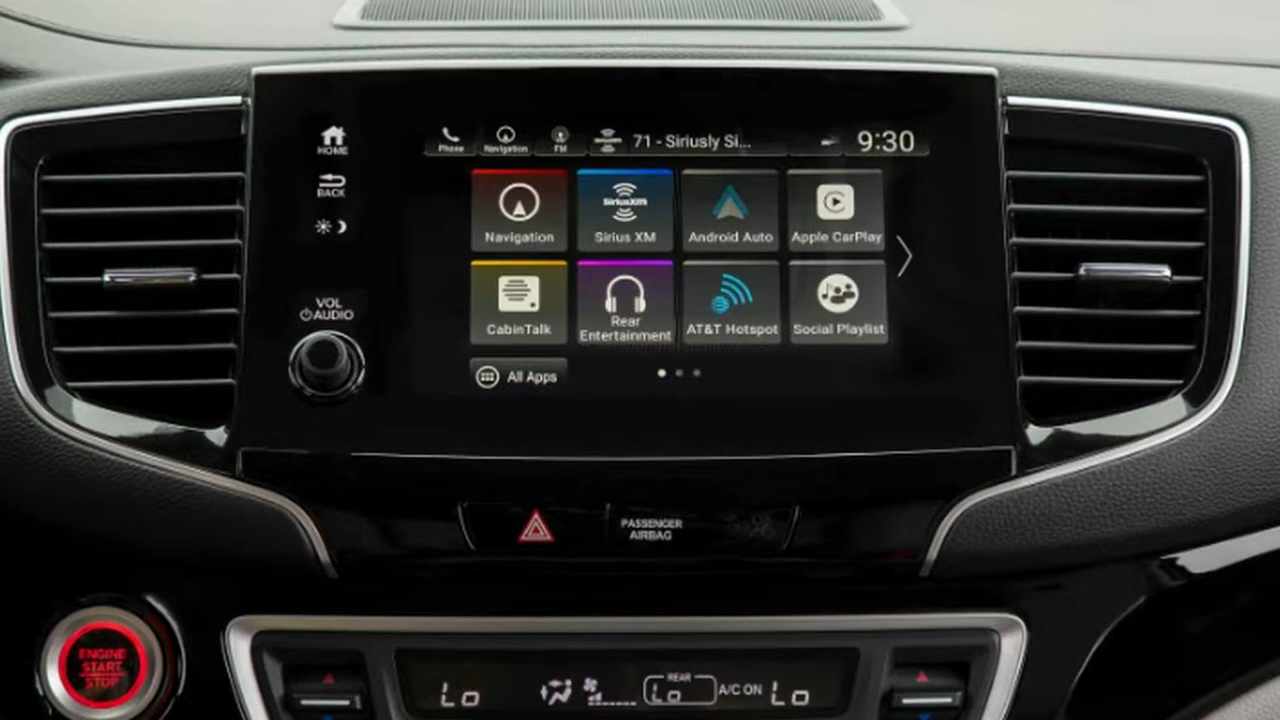 HOME
BACK
VOL
AUDIO
Phone
Navigation
FM
71 - Siriusly Si...
9:30
Navigation
SiriusXM
Sirius XM
Android Auto
Apple CarPlay
CabinTalk
Rear
Entertainment
AT&T Hotspot
Social Playlist
All Apps
PASSENGER
AIRBAG
ENGINE
START
STOP
Lo
REAR
Lo
A/C ON
Lo